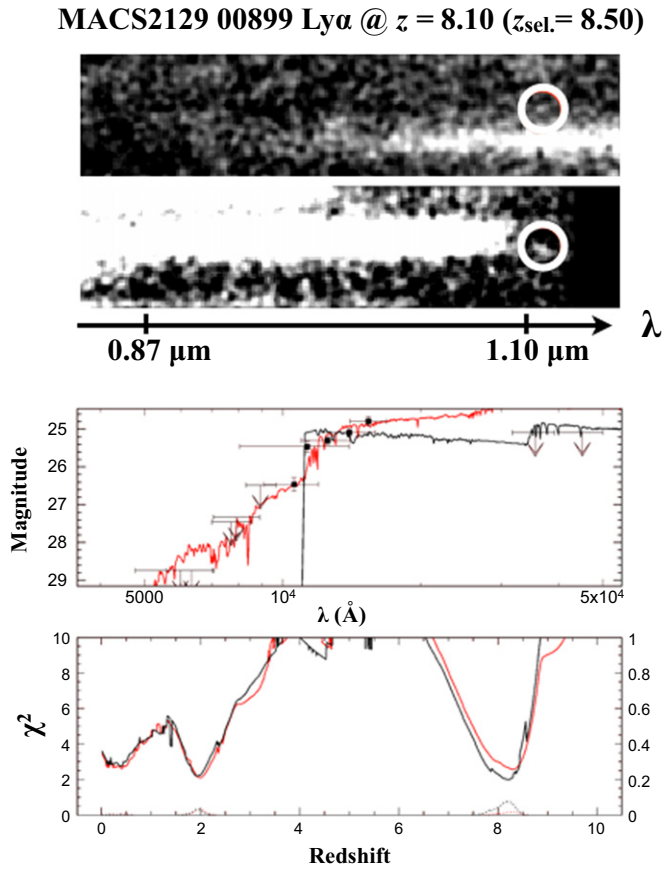 MACS2129 00899 Lyα @ z = 8.10 (zsel.= 8.50)
λ
0.87 μm 1.10 μm
25
26
27
28
29
Magnitude
5000 10⁴ 5x10⁴
λ (Å)
10 1
8 0.8
6 0.6
4 0.4
2 0.2
0 0
χ²
0 2 4 6 8 10
Redshift